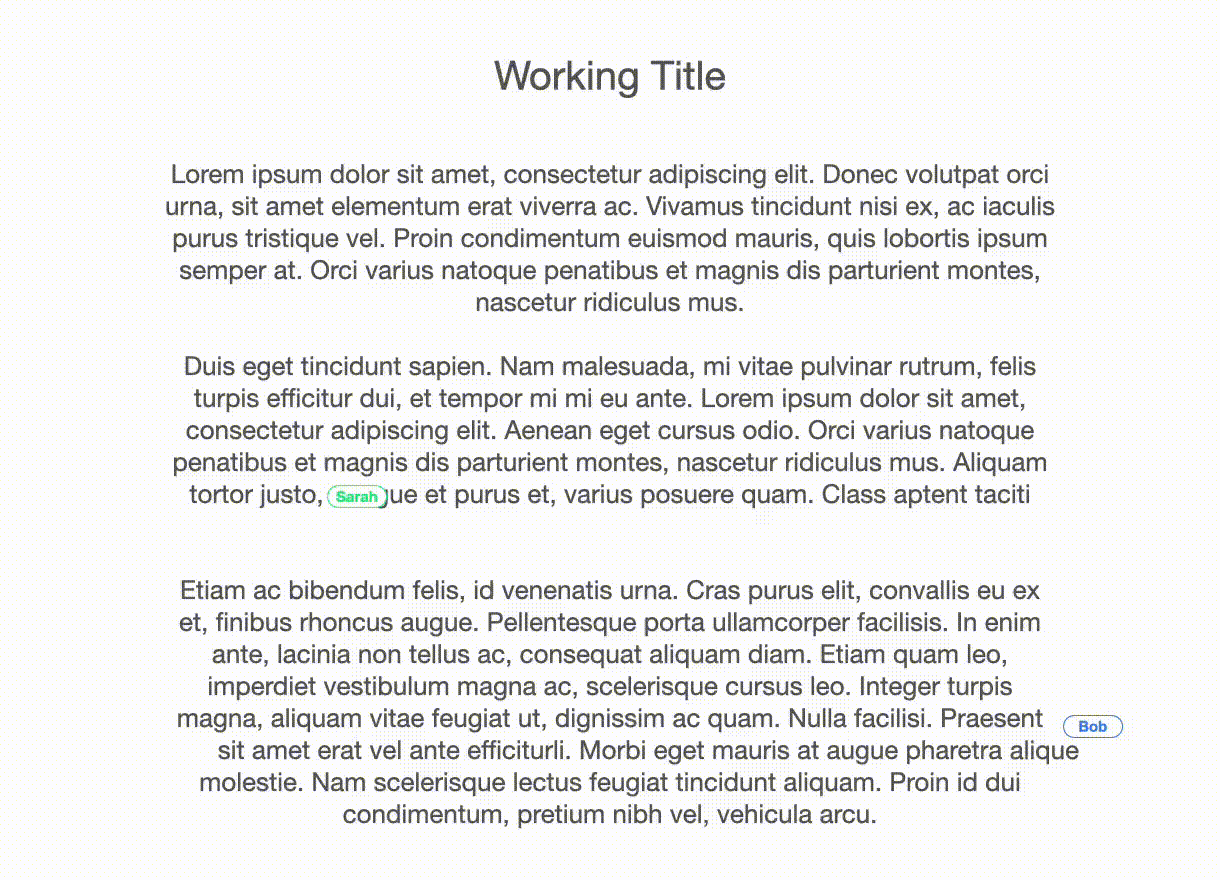 Working Title
Lorem ipsum dolor sit amet, consectetur adipiscing elit. Donec volutpat orci
urna, sit amet elementum erat viverra ac. Vivamus tincidunt nisi ex, ac iaculis
purus tristique vel. Proin condimentum euismod mauris, quis lobortis ipsum
semper at. Orci varius natoque penatibus et magnis dis parturient montes,
nascetur ridiculus mus.
Duis eget tincidunt sapien. Nam malesuada, mi vitae pulvinar rutrum, felis
turpis efficitur dui, et tempor mi mi eu ante. Lorem ipsum dolor sit amet,
consectetur adipiscing elit. Aenean eget cursus odio. Orci varius natoque
penatibus et magnis dis parturient montes, nascetur ridiculus mus. Aliquam
tortor justo, Sarah et purus et, varius posuere quam. Class aptent taciti
Etiam ac bibendum felis, id venenatis urna. Cras purus elit, convallis eu ex
et, finibus rhoncus augue. Pellentesque porta ullamcorper facilisis. In enim
ante, lacinia non tellus ac, consequat aliquam diam. Etiam quam leo,
imperdiet vestibulum magna ac, scelerisque cursus leo. Integer turpis
magna, aliquam vitae feugiat ut, dignissim ac quam. Nulla facilisi. Praesent
Bob
sit amet erat vel ante efficiturli. Morbi eget mauris at augue pharetra alique
molestie. Nam scelerisque lectus feugiat tincidunt aliquam. Proin id dui
condimentum, pretium nibh vel, vehicula arcu.